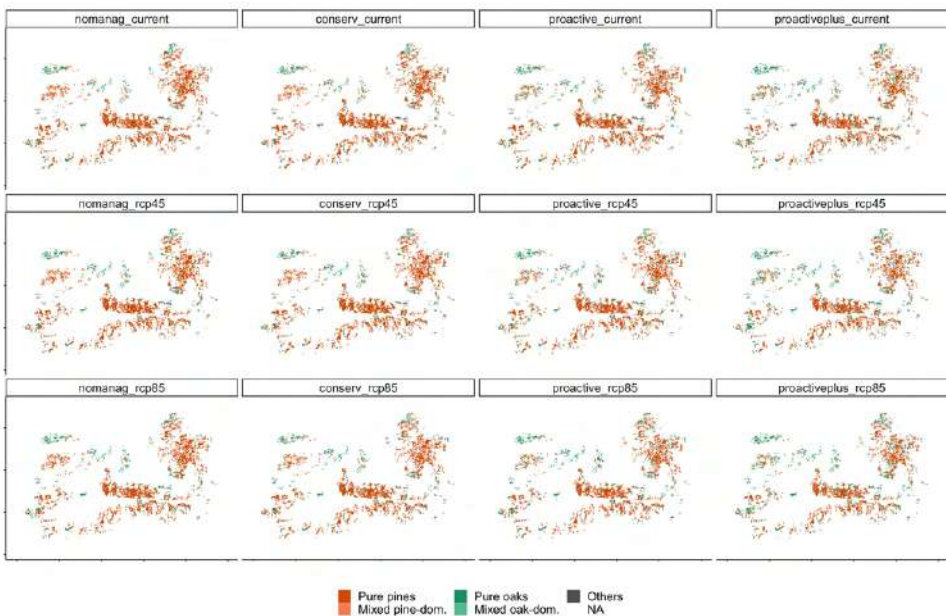 nomanag_current conserv_current proactive_current proactiveplus_current
nomanag_rcp45 conserv_rcp45 proactive_rcp45 proactiveplus_rcp45
nomanag_rcp85 conserv_rcp85 proactive_rcp85 proactiveplus_rcp85
Pure pines Pure oaks Others
Mixed pine-dom. Mixed oak-dom. NA